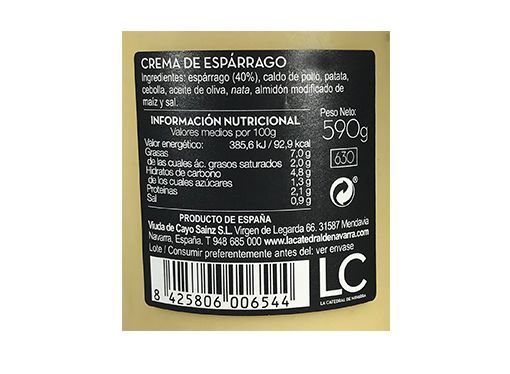 CREMA DE ESPÁRRAGO
Ingredientes: espárrago (40%), caldo de pollo, patata,
cebolla, aceite de oliva, nata, almidón modificado de
maiz y sal.
INFORMACIÓN NUTRICIONAL
Valores medios por 100g
Valor energético: 385,6 kJ / 92,9 kcal
Grasas 7,0 g
de las cuales ác. grasos saturados 2,0 g
Hidratos de carbono 4,8 g
de los cuales azúcares 1,3 g
Proteinas 2,1 g
Sal 0,9 g
Peso Neto:
590g
630
PRODUCTO DE ESPAÑA
Viuda de Cayo Sainz S.L. Virgen de Legarda 66. 31587 Mendavia
Navarra, España. T 948 685 000 www.lacatedraldenavarra.com
Lote / Consumir preferentemente antes del: ver envase
8 425806 006544
LC
LA CATEDRAL DE NAVARRA